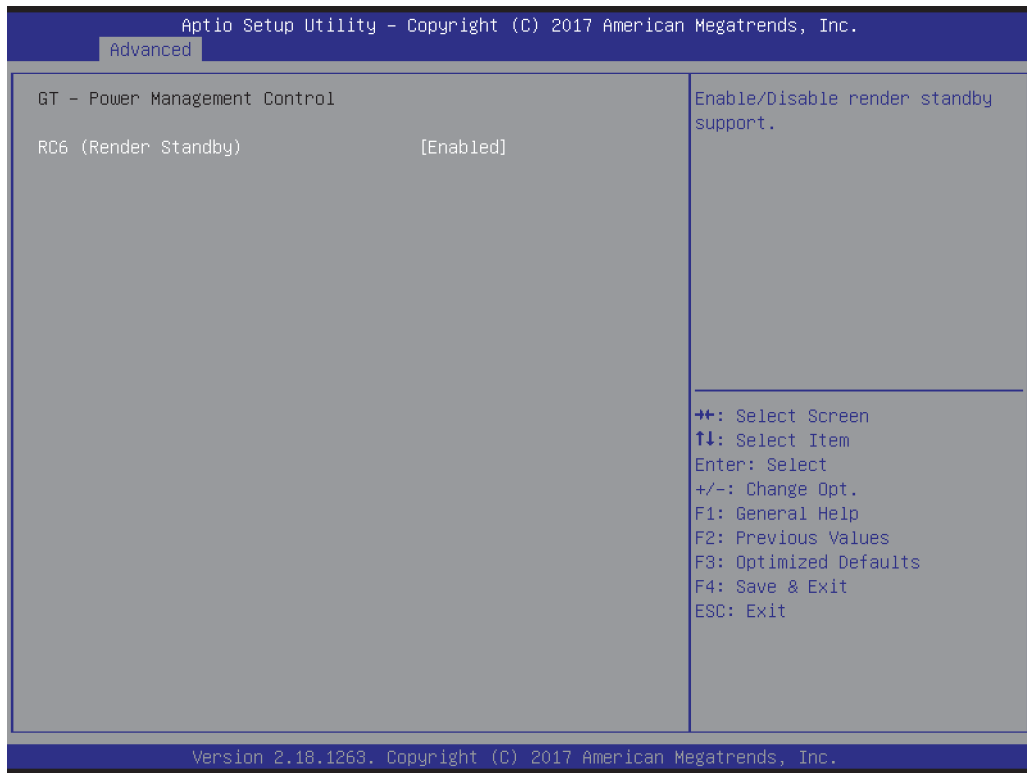 Aptio Setup Utility – Copyright (C) 2017 American Megatrends, Inc.
Advanced
GT – Power Management Control
RC6 (Render Standby) [Enabled]
Enable/Disable render standby
support.
→←: Select Screen
↑↓: Select Item
Enter: Select
+/-: Change Opt.
F1: General Help
F2: Previous Values
F3: Optimized Defaults
F4: Save & Exit
ESC: Exit
Version 2.18.1263. Copyright (C) 2017 American Megatrends, Inc.